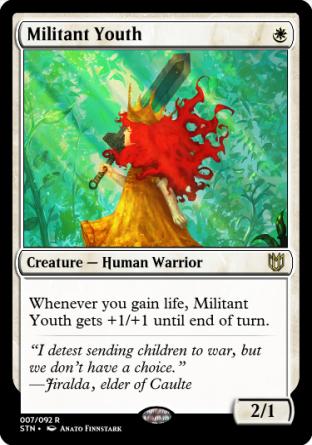 Militant Youth
Creature — Human Warrior
Whenever you gain life, Militant
Youth gets +1/+1 until end of turn.
“I detest sending children to war, but
we don’t have a choice.”
—Jiralda, elder of Caulte
2/1
007/092 R
STN • Anato Finnstark